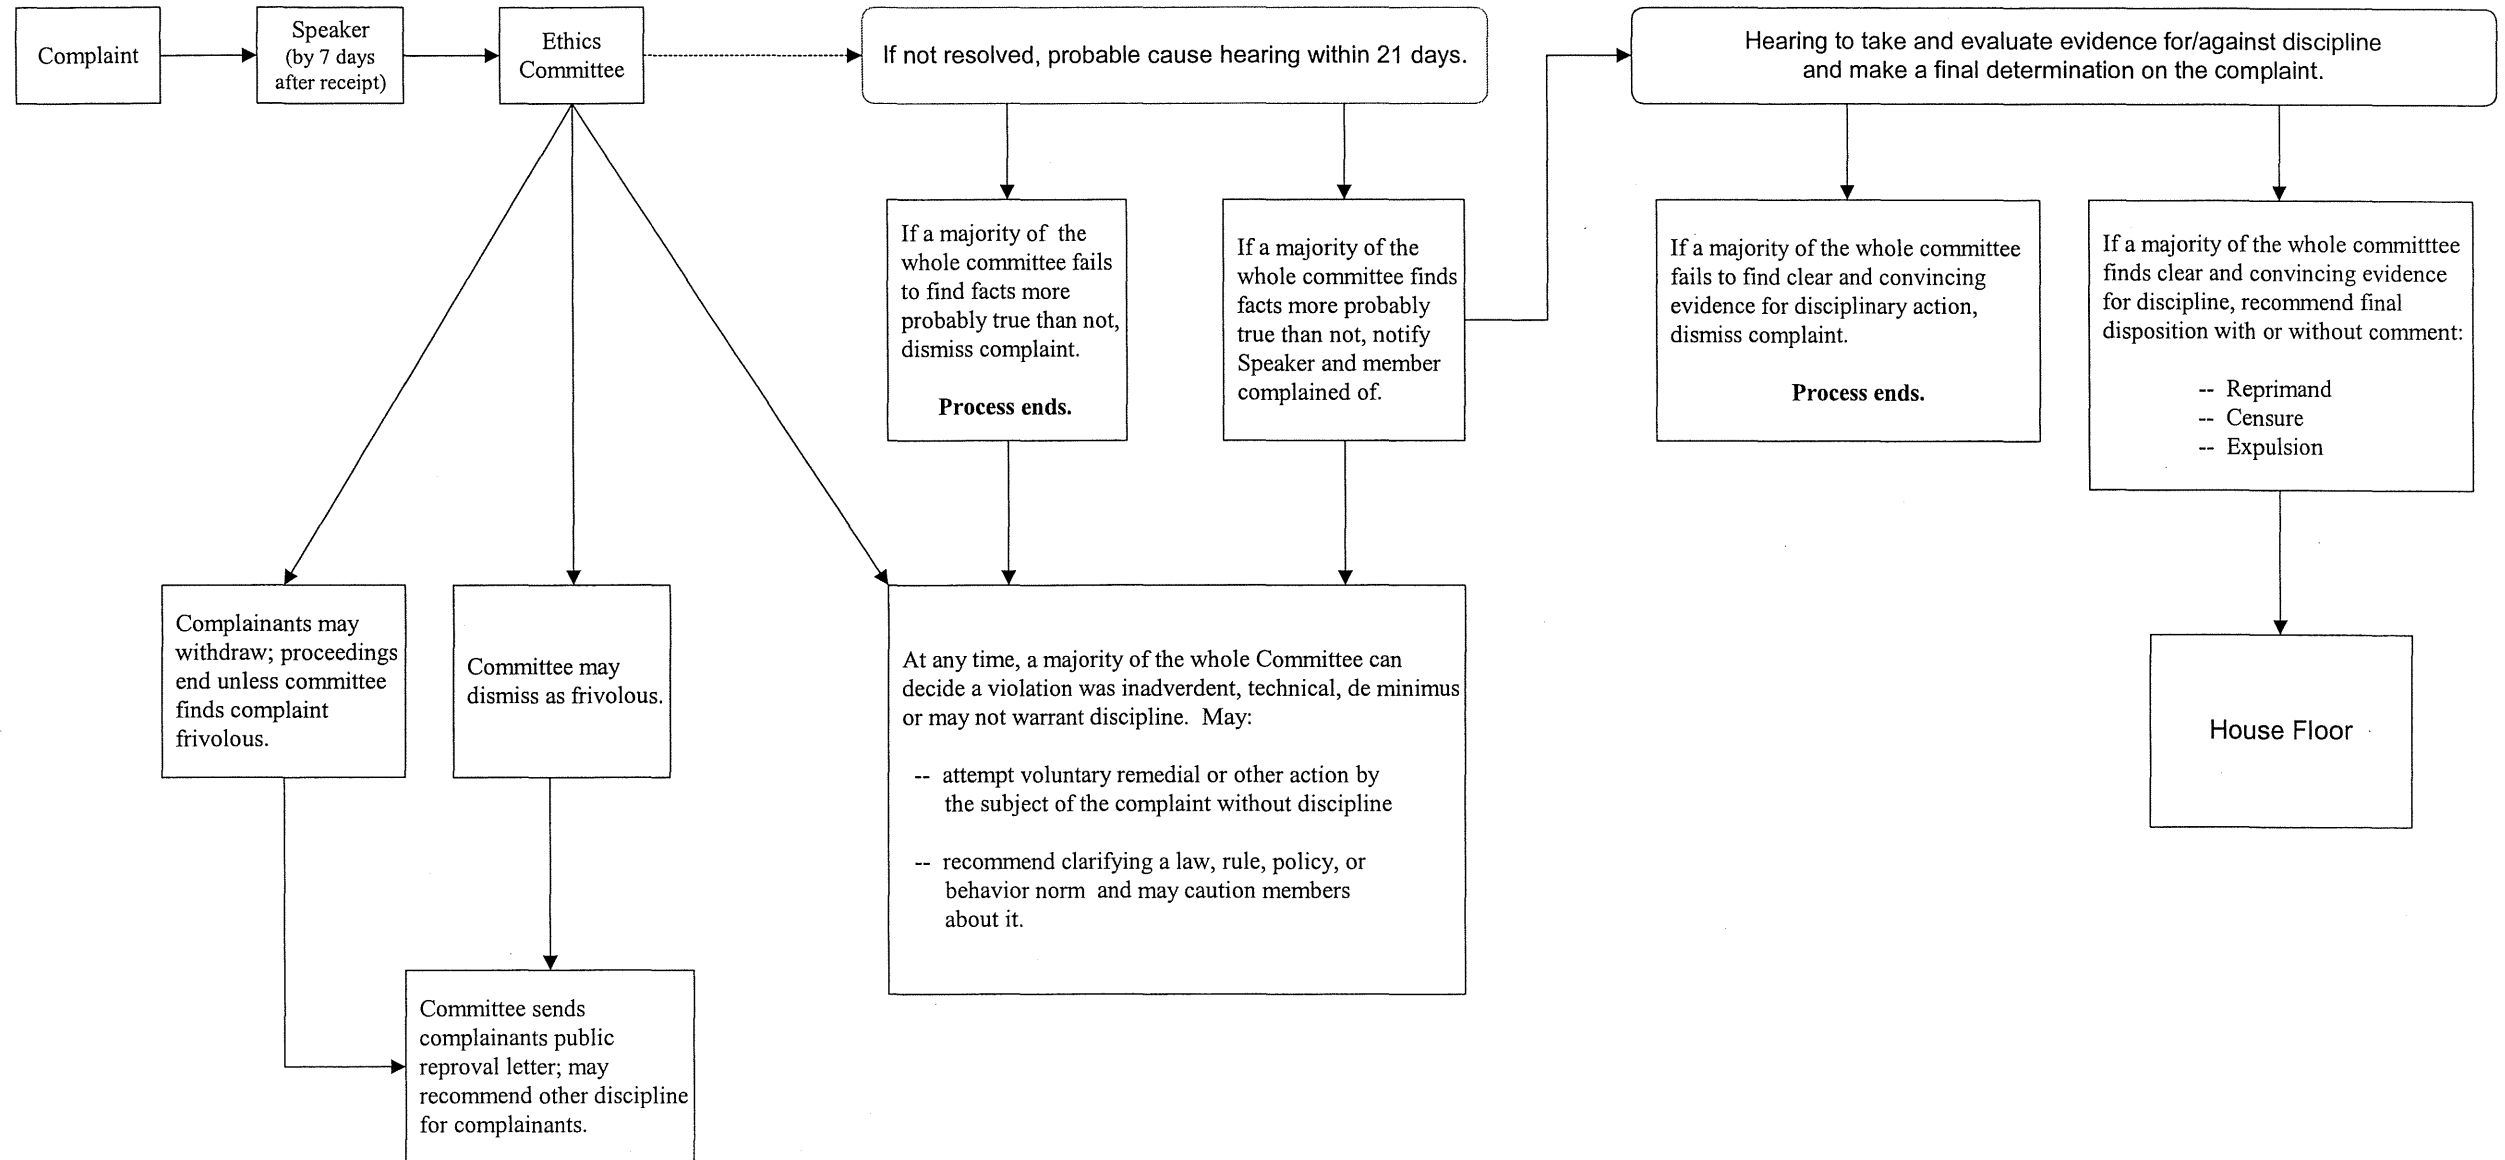 Complaint
Speaker
(by 7 days
after receipt)
Ethics
Committee
If not resolved, probable cause hearing within 21 days.
Hearing to take and evaluate evidence for/against discipline
and make a final determination on the complaint.
If a majority of the
whole committee fails
to find facts more
probably true than not,
dismiss complaint.
Process ends.
If a majority of the
whole committee finds
facts more probably
true than not, notify
Speaker and member
complained of.
If a majority of the whole committee
fails to find clear and convincing
evidence for disciplinary action,
dismiss complaint.
Process ends.
If a majority of the whole committtee
finds clear and convincing evidence
for discipline, recommend final
disposition with or without comment:
-- Reprimand
-- Censure
-- Expulsion
Complainants may
withdraw; proceedings
end unless committee
finds complaint
frivolous.
Committee may
dismiss as frivolous.
At any time, a majority of the whole Committee can
decide a violation was inadverdent, technical, de minimus
or may not warrant discipline. May:
-- attempt voluntary remedial or other action by
the subject of the complaint without discipline
-- recommend clarifying a law, rule, policy, or
behavior norm and may caution members
about it.
House Floor
Committee sends
complainants public
reproval letter; may
recommend other discipline
for complainants.